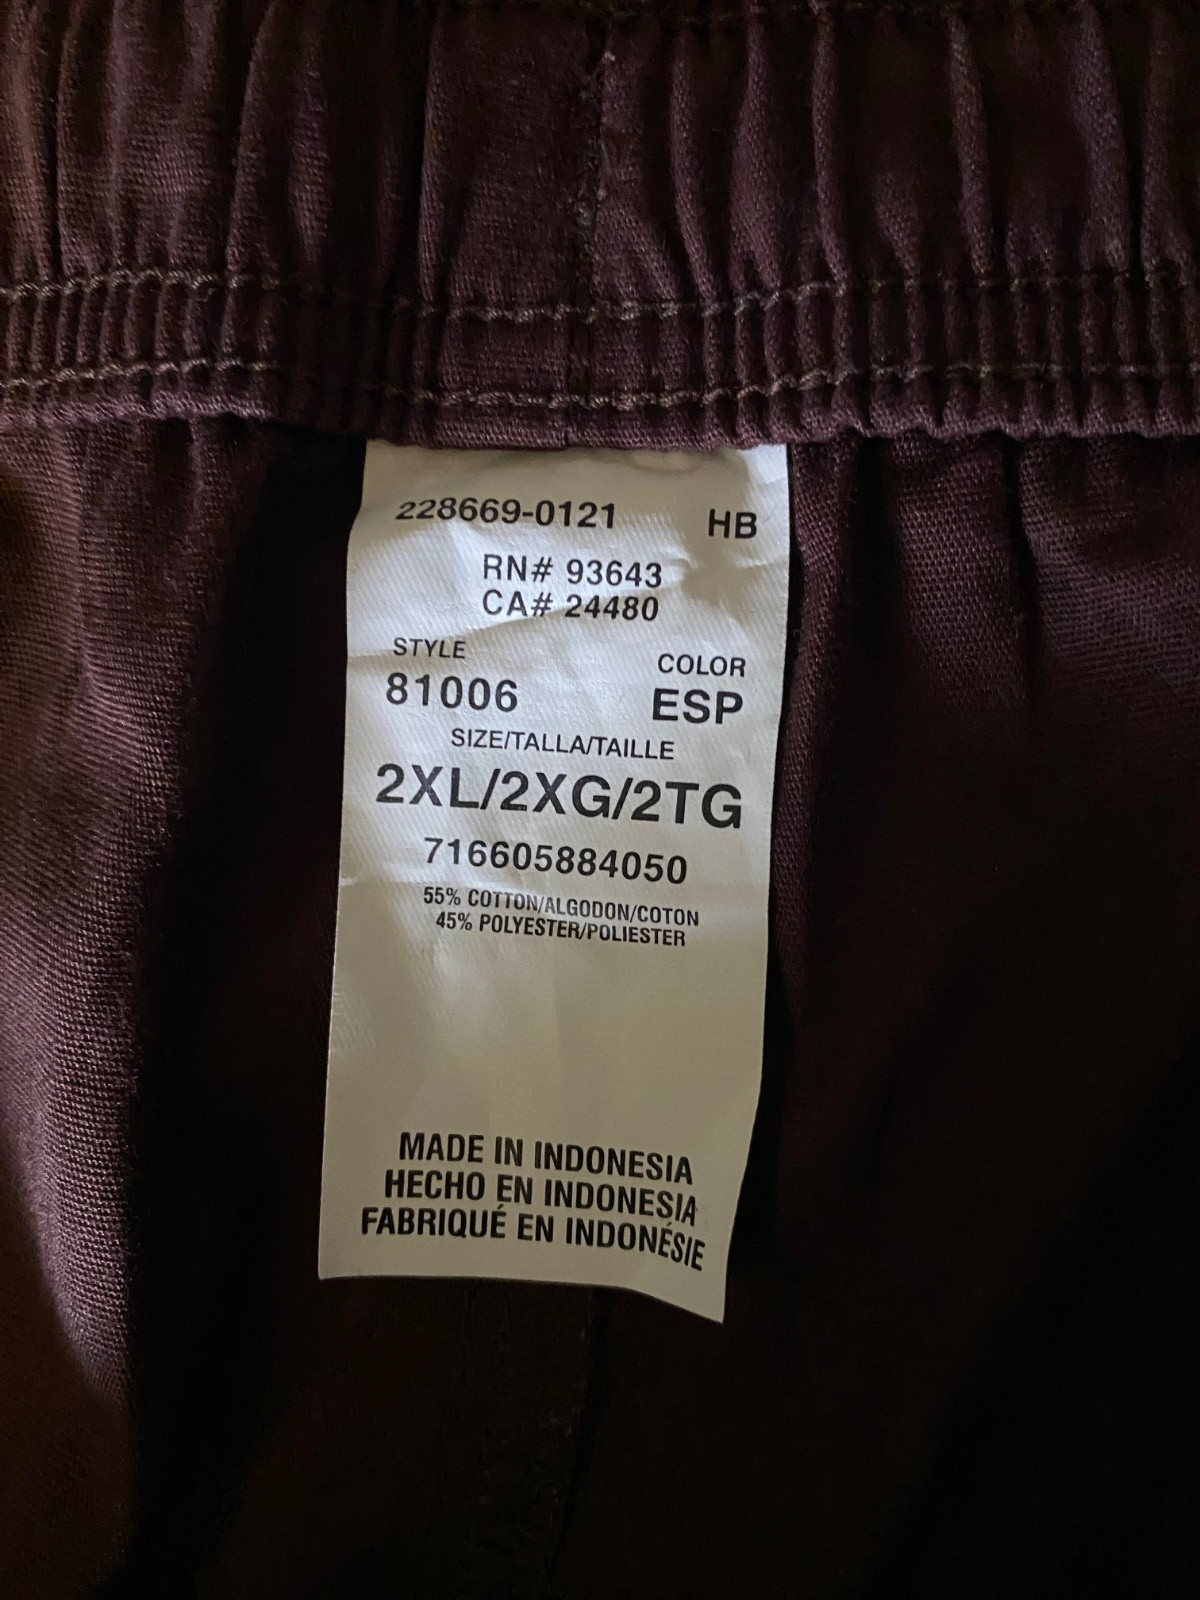 228669-0121 HB
RN# 93643
CA# 24480
STYLE COLOR
81006 ESP
SIZE/TALLA/TAILLE
2XL/2XG/2TG
716605884050
55% COTTON/ALGODON/COTON
45% POLYESTER/POLIESTER
MADE IN INDONESIA
HECHO EN INDONESIA
FABRIQUÉ EN INDONÉSIE